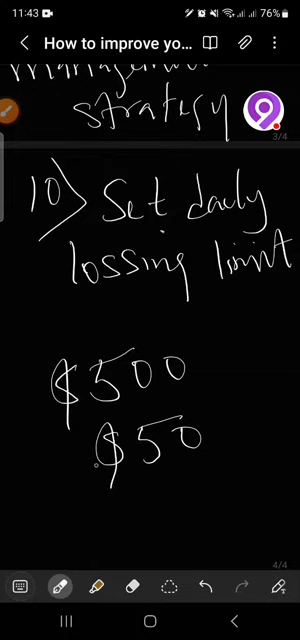 11:43
76%
How to improve yo...
management
strategy
3/4
10) Set daily
lossing limit
$500
$50
4/4